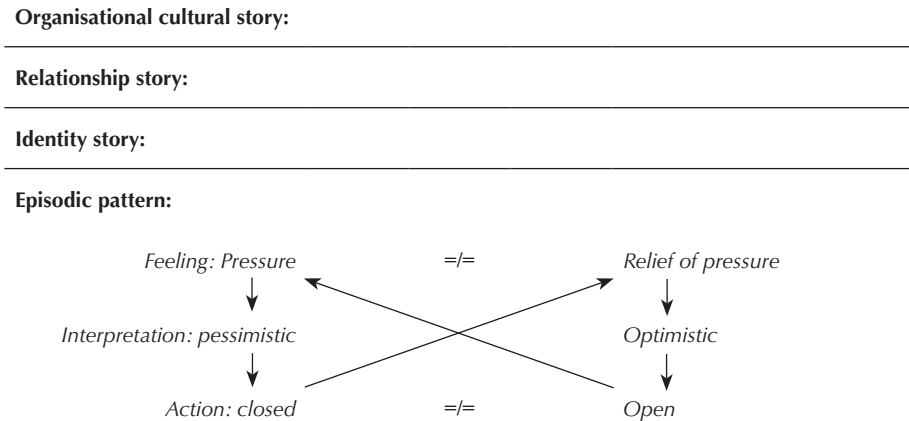 Organisational cultural story:
Relationship story:
Identity story:
Episodic pattern:
Feeling: Pressure =/= Relief of pressure
Interpretation: pessimistic Optimistic
Action: closed =/= Open